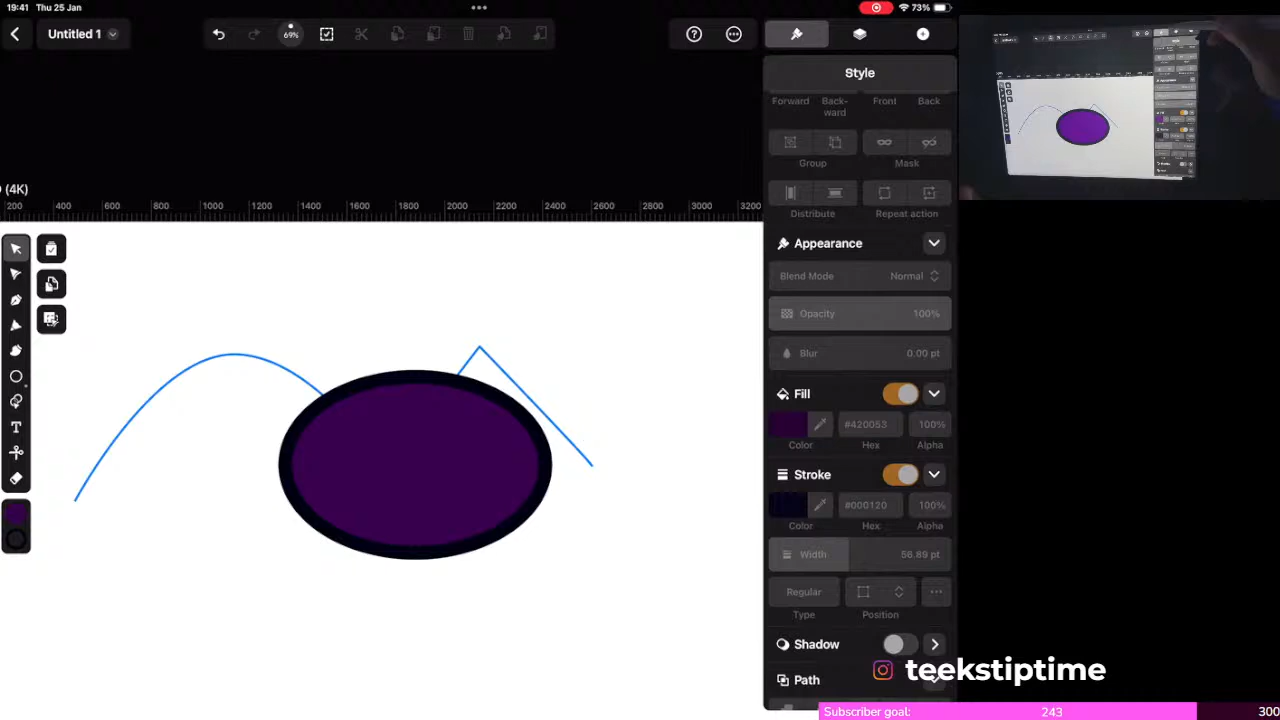 19:41 Thu 25 Jan
73%
Untitled 1
69%
Style
Forward
Back-
ward
Front
Back
Group
Mask
Distribute
Repeat action
(4K)
200 400 600 800 1000 1200 1400 1600 1800 2000 2200 2400 2600 2800 3000 3200
Appearance
Blend Mode Normal
Opacity 100%
Blur 0.00 pt
Fill
#420053 100%
Color Hex Alpha
Stroke
#000120 100%
Color Hex Alpha
Width 56.89 pt
Regular
Type Position
Shadow
Path
T
teekstiptime
Subscriber goal: 243 300